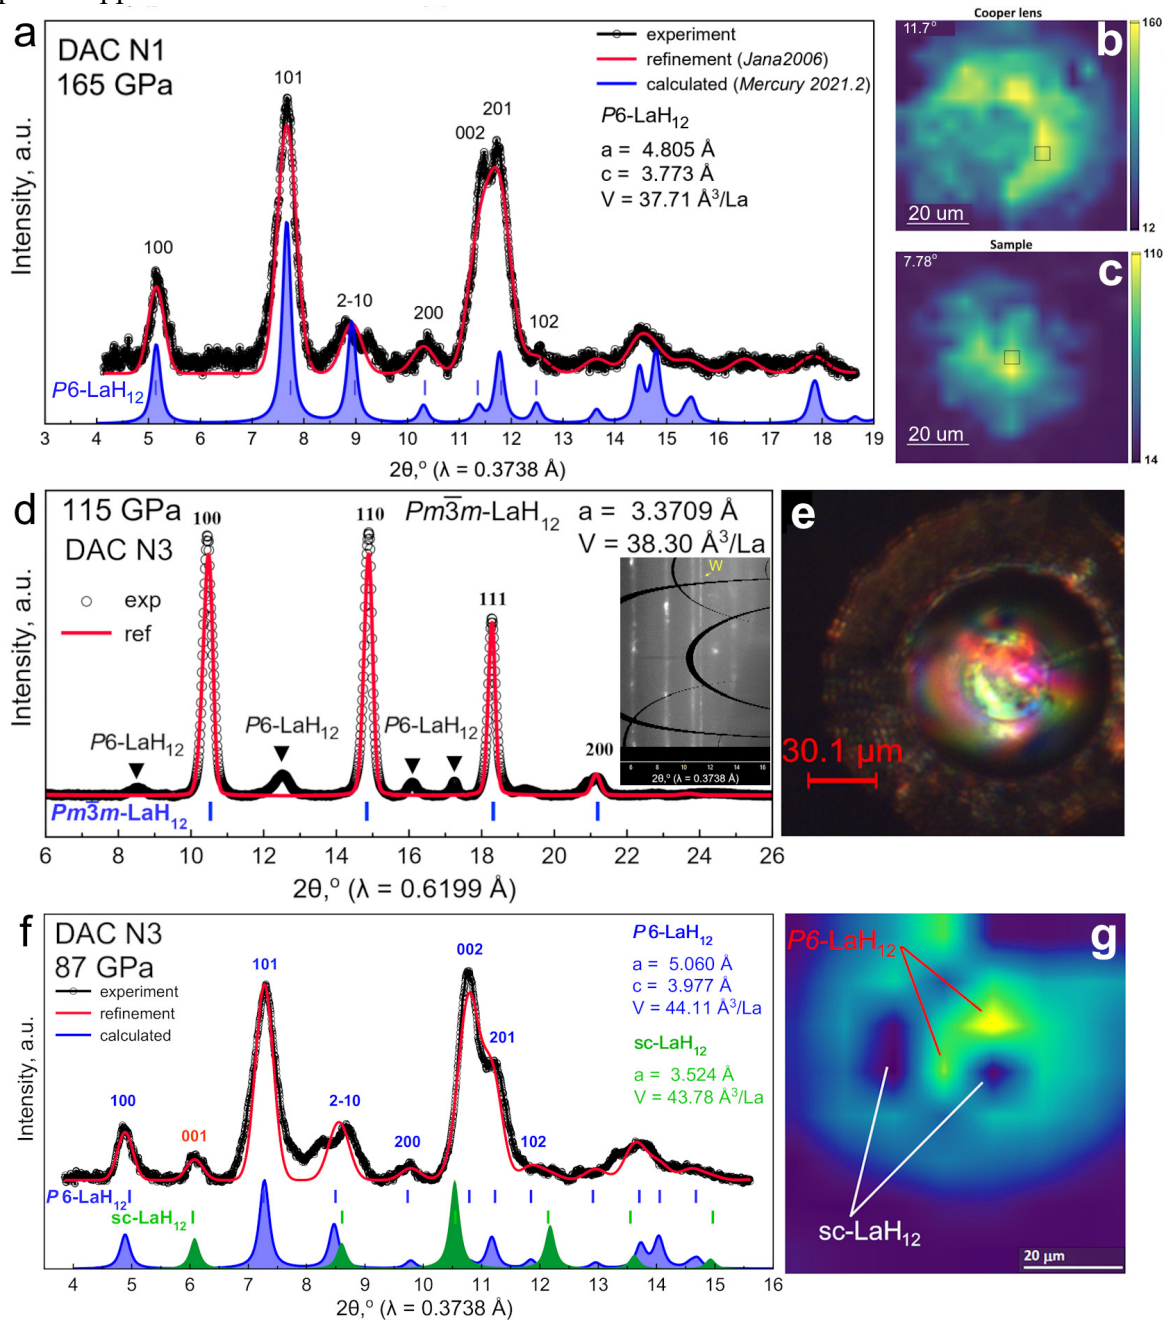 a
DAC N1
165 GPa
experiment
refinement (Jana2006)
calculated (Mercury 2021.2)
P6-LaH12
a = 4.805 Å
c = 3.773 Å
V = 37.71 Å3/La
100
101
2-10
200
002
201
102
P6-LaH12
Intensity, a.u.
3 4 5 6 7 8 9 10 11 12 13 14 15 16 17 18 19
2θ,º (λ = 0.3738 Å)
Cooper lens
11.7°
b
160
12
20 um
Sample
7.78°
c
110
14
20 um
d
115 GPa
DAC N3
exp
ref
Pm3̅m-LaH12
a = 3.3709 Å
V = 38.30 Å3/La
100
110
111
200
P6-LaH12
P6-LaH12
P6-LaH12
Pm3̅m-LaH12
W
6 8 10 12 14 16
2θ,º (λ = 0.3738 Å)
Intensity, a.u.
6 8 10 12 14 16 18 20 22 24 26
2θ,º (λ = 0.6199 Å)
e
30.1 µm
f
DAC N3
87 GPa
experiment
refinement
calculated
P6-LaH12
a = 5.060 Å
c = 3.977 Å
V = 44.11 Å3/La
sc-LaH12
a = 3.524 Å
V = 43.78 Å3/La
100
001
101
2-10
200
002
201
102
P6-LaH12
sc-LaH12
Intensity, a.u.
4 5 6 7 8 9 10 11 12 13 14 15 16
2θ,º (λ = 0.3738 Å)
g
P6-LaH12
sc-LaH12
20 µm